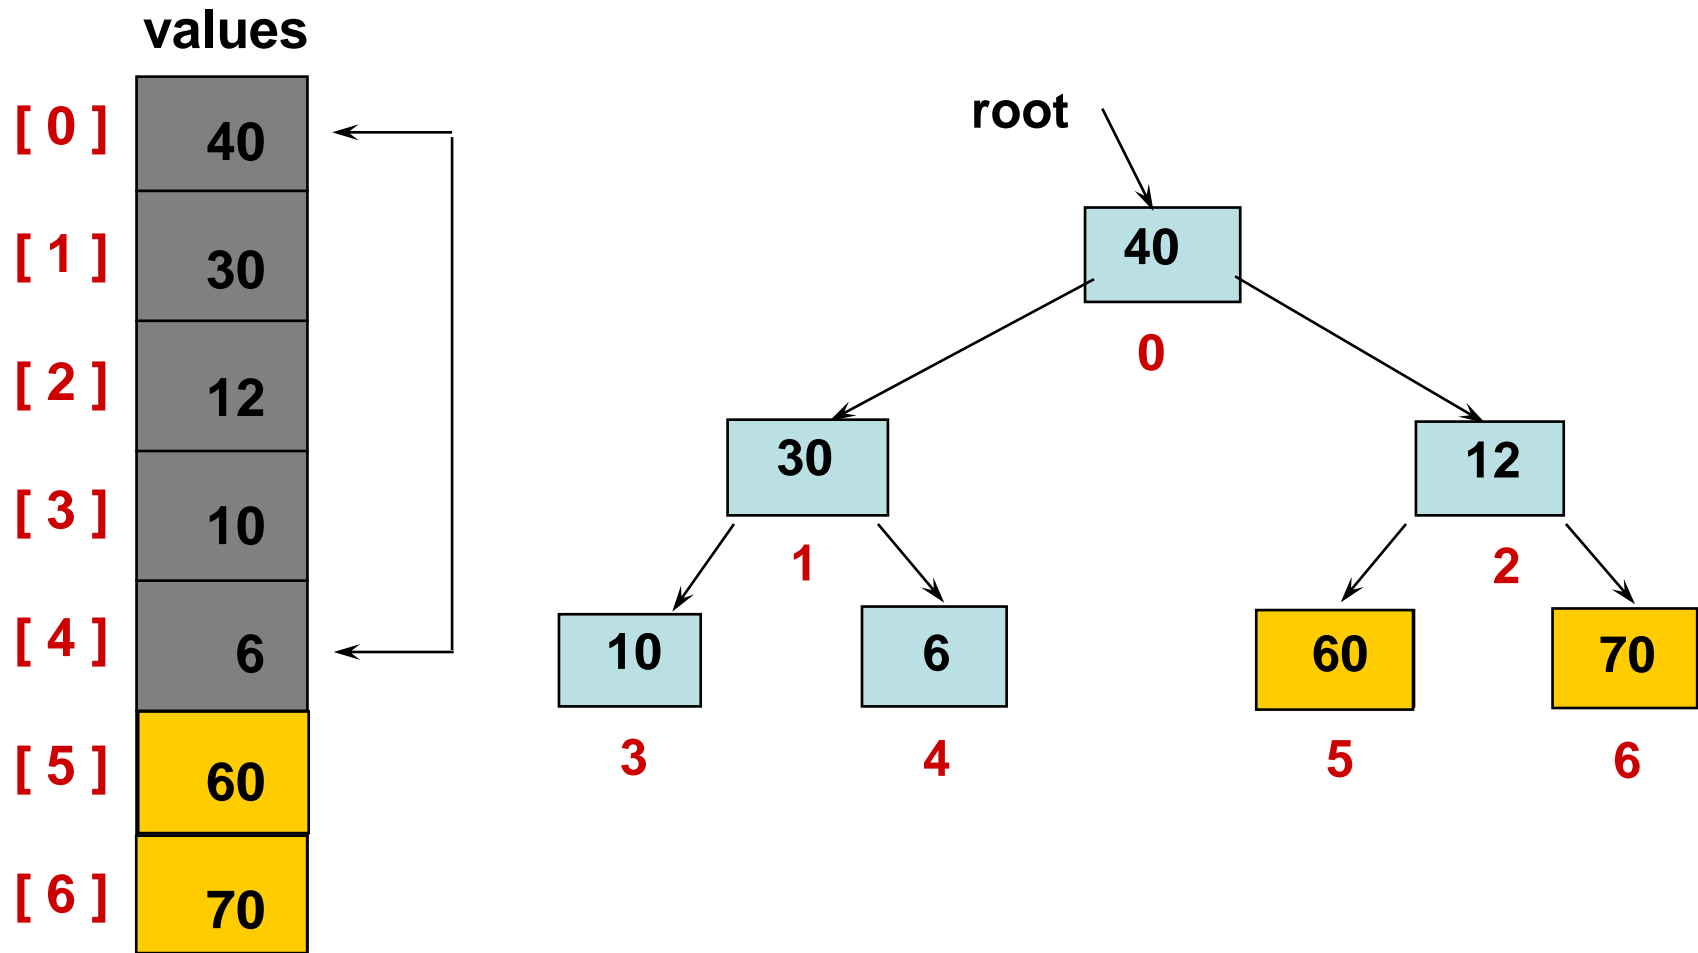 values
[ 0 ] 40
[ 1 ] 30
[ 2 ] 12
[ 3 ] 10
[ 4 ] 6
[ 5 ] 60
[ 6 ] 70
root
40
0
30 12
1 2
10 6 60 70
3 4 5 6